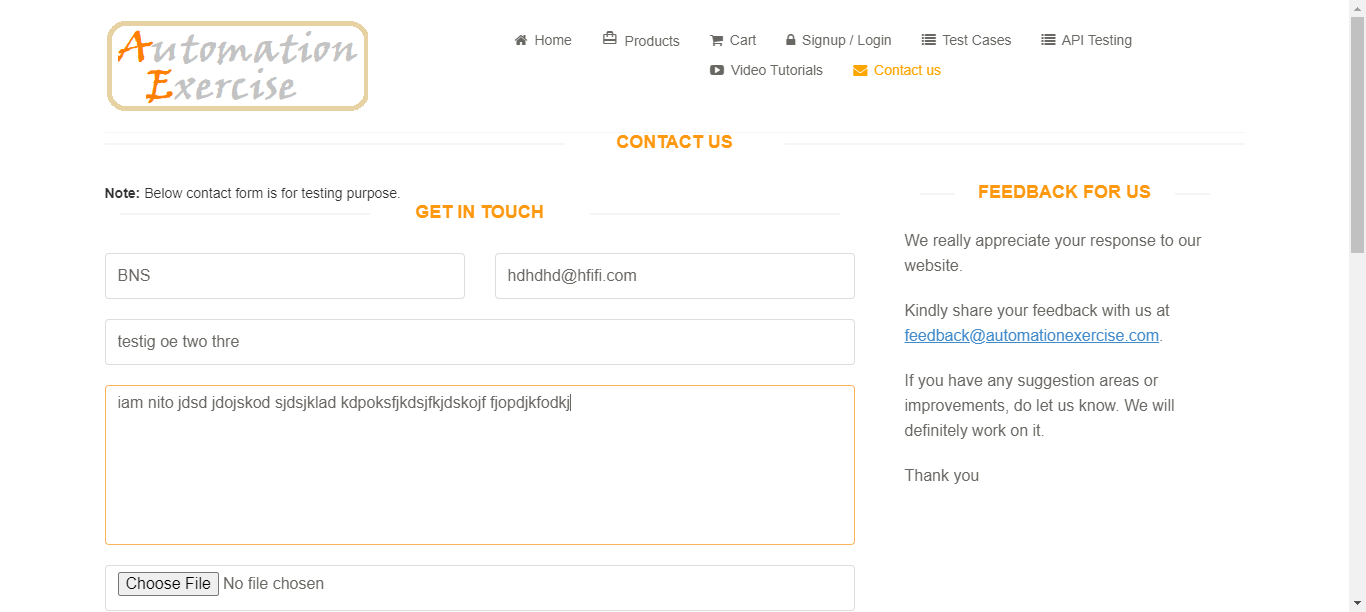 Automation
Exercise
Home Products Cart Signup / Login Test Cases API Testing
Video Tutorials Contact us
CONTACT US
Note: Below contact form is for testing purpose.
GET IN TOUCH
BNS
hdhdhd@hfifi.com
testig oe two thre
iam nito jdsd jdojskod sjdsjklad kdpoksfjkdsjfkjdskojf fjopdjkfodkj
Choose File No file chosen
FEEDBACK FOR US
We really appreciate your response to our
website.
Kindly share your feedback with us at
feedback@automationexercise.com.
If you have any suggestion areas or
improvements, do let us know. We will
definitely work on it.
Thank you